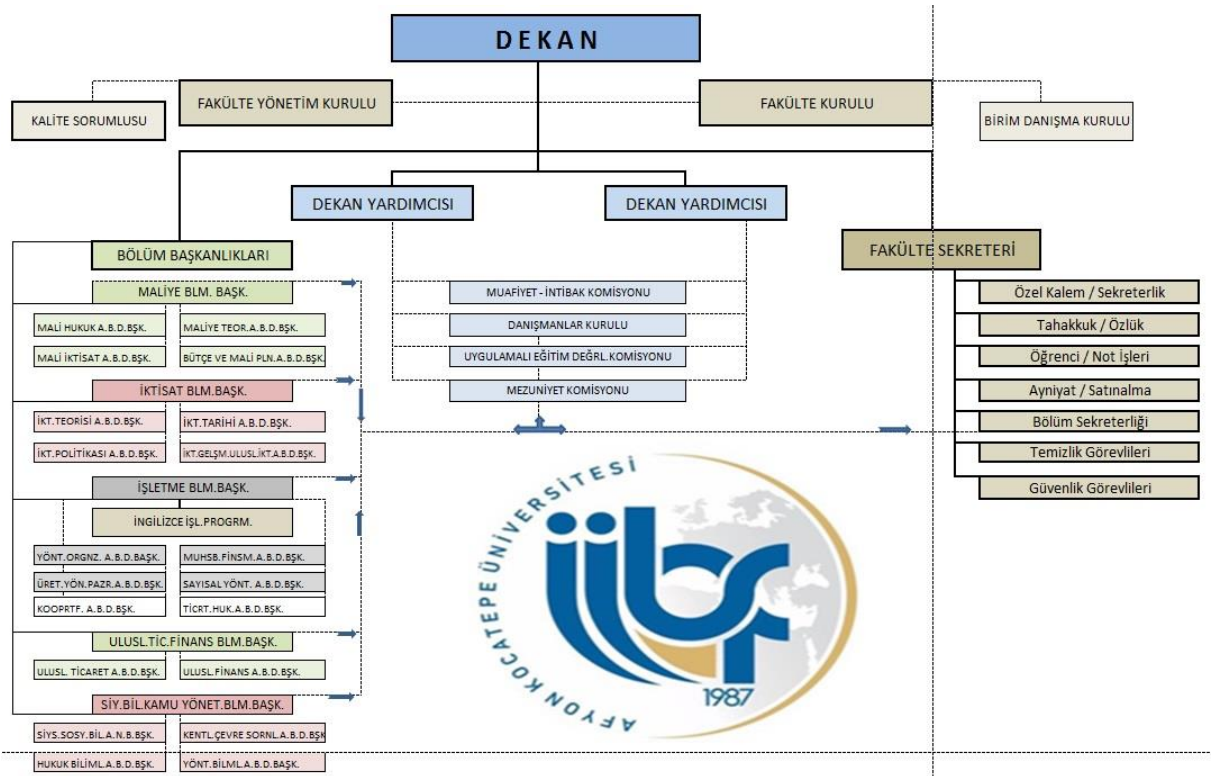 DEKAN
FAKÜLTE YÖNETİM KURULU
FAKÜLTE KURULU
KALİTE SORUMLUSU
BİRİM DANIŞMA KURULU
DEKAN YARDIMCISI
DEKAN YARDIMCISI
BÖLÜM BAŞKANLIKLARI
FAKÜLTE SEKRETERİ
MALİYE BLM. BAŞK.
MALİ HUKUK A.B.D.BŞK.
MALİYE TEOR.A.B.D.BŞK.
MALİ İKTİSAT A.B.D.BŞK.
BÜTÇE VE MALİ PLN.A.B.D.BŞK.
İKTİSAT BLM.BAŞK.
İKT.TEORİSİ A.B.D.BŞK.
İKT.TARİHİ A.B.D.BŞK.
İKT.POLİTİKASI A.B.D.BŞK.
İKT.GELŞM.ULUSL.İKT.A.B.D.BŞK.
İŞLETME BLM.BAŞK.
İNGİLİZCE İŞL.PROGRM.
YÖNT.ORGNZ. A.B.D.BAŞK.
MUHSB.FİNSM.A.B.D.BŞK.
ÜRET.YÖN.PAZR.A.B.D.BŞK.
SAYISAL YÖNT. A.B.D.BŞK.
KOOPRTF. A.B.D.BŞK.
TİCRT.HUK.A.B.D.BŞK.
ULUSL.TİC.FİNANS BLM.BAŞK.
ULUSL. TİCARET A.B.D.BŞK.
ULUSL.FİNANS A.B.D.BŞK.
SİY.BİL.KAMU YÖNET.BLM.BAŞK.
SİYS.SOSY.BİL.A.N.B.BŞK.
KENTL.ÇEVRE SORNL.A.B.D.BŞK
HUKUK BİLİML.A.B.D.BŞK.
YÖNT.BİLML.A.B.D.BAŞK.
MUAFİYET - İNTİBAK KOMİSYONU
DANIŞMANLAR KURULU
UYGULAMALI EĞİTİM DEĞRL.KOMİSYONU
MEZUNİYET KOMİSYONU
Özel Kalem / Sekreterlik
Tahakkuk / Özlük
Öğrenci / Not İşleri
Ayniyat / Satınalma
Bölüm Sekreterliği
Temizlik Görevlileri
Güvenlik Görevlileri
AFYON KOCATEPE ÜNİVERSİTESİ
iibf
1987